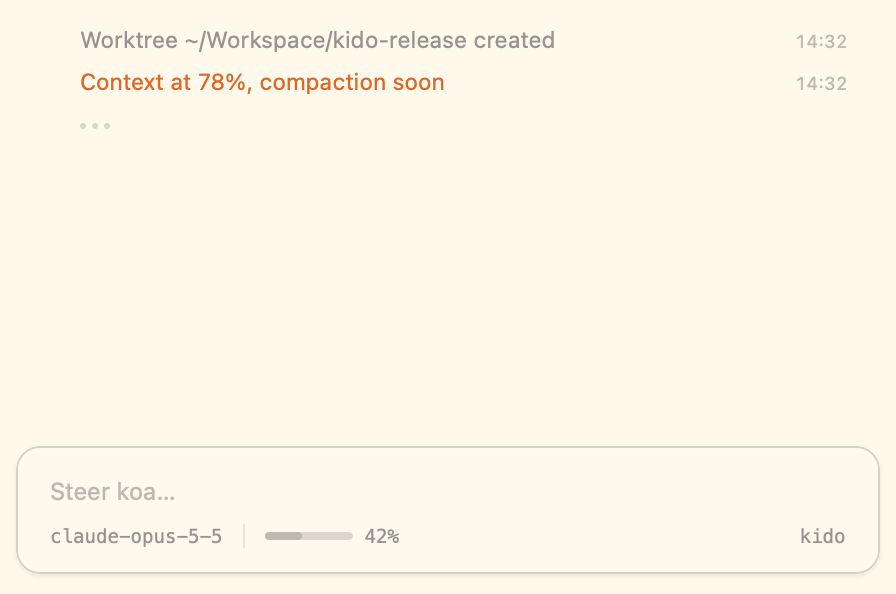 Worktree ~/Workspace/kido-release created 14:32
Context at 78%, compaction soon 14:32
Steer koa...
claude-opus-5-5 42% kido